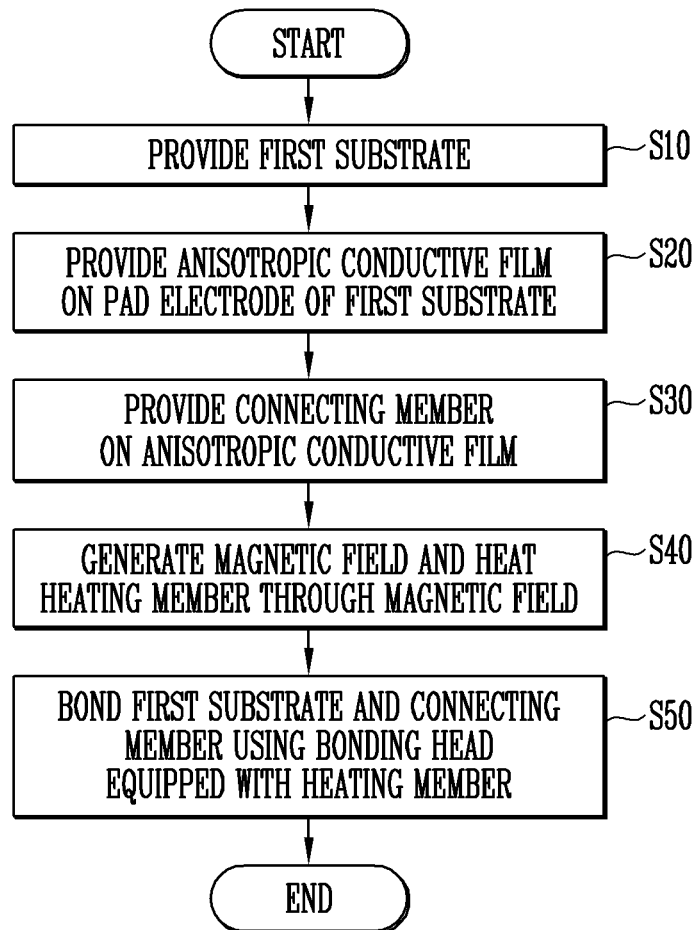 START
PROVIDE FIRST SUBSTRATE
S10
PROVIDE ANISOTROPIC CONDUCTIVE FILM
ON PAD ELECTRODE OF FIRST SUBSTRATE
S20
PROVIDE CONNECTING MEMBER
ON ANISOTROPIC CONDUCTIVE FILM
S30
GENERATE MAGNETIC FIELD AND HEAT
HEATING MEMBER THROUGH MAGNETIC FIELD
S40
BOND FIRST SUBSTRATE AND CONNECTING
MEMBER USING BONDING HEAD
EQUIPPED WITH HEATING MEMBER
S50
END